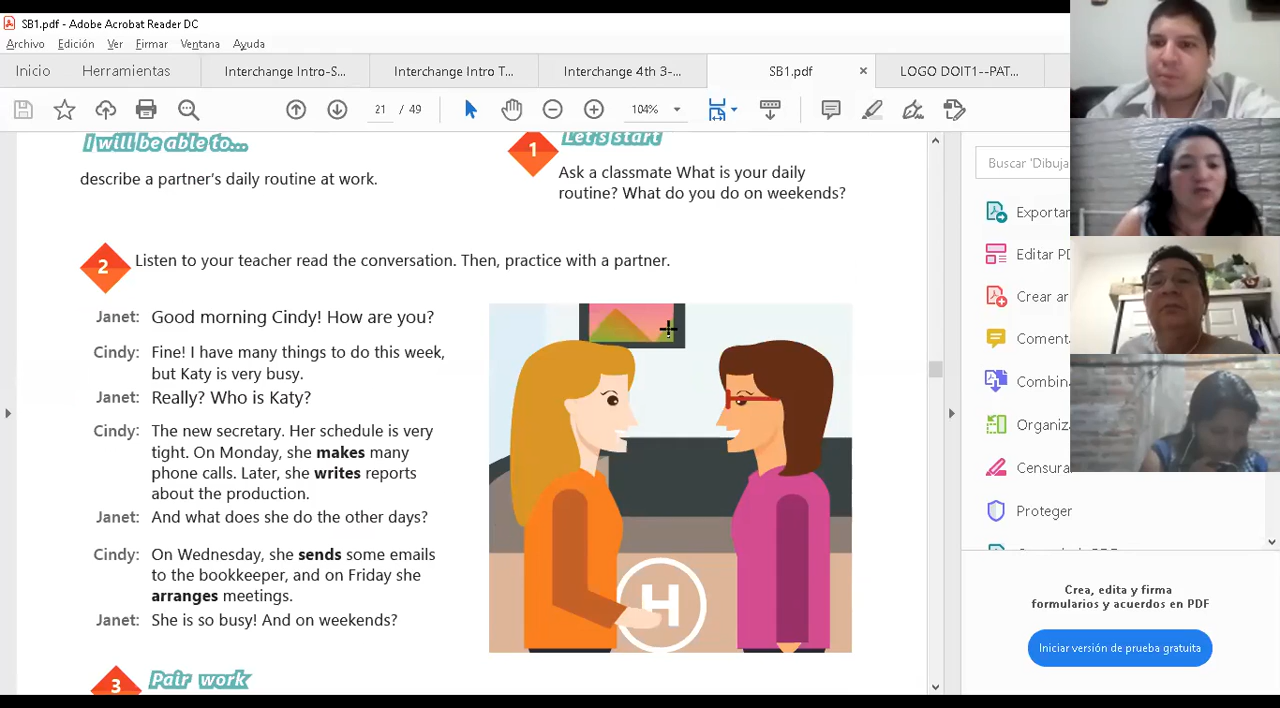 SB1.pdf - Adobe Acrobat Reader DC
Archivo Edición Ver Firmar Ventana Ayuda
Inicio Herramientas Interchange Intro-S... Interchange Intro T... Interchange 4th 3-... SB1.pdf × LOGO DOIT1--PAT...
21 / 49 104%
I will be able to...
describe a partner's daily routine at work.
1 Let's start
Ask a classmate What is your daily
routine? What do you do on weekends?
2 Listen to your teacher read the conversation. Then, practice with a partner.
Janet: Good morning Cindy! How are you?
Cindy: Fine! I have many things to do this week,
but Katy is very busy.
Janet: Really? Who is Katy?
Cindy: The new secretary. Her schedule is very
tight. On Monday, she makes many
phone calls. Later, she writes reports
about the production.
Janet: And what does she do the other days?
Cindy: On Wednesday, she sends some emails
to the bookkeeper, and on Friday she
arranges meetings.
Janet: She is so busy! And on weekends?
H
3 Pair work
Buscar 'Dibuja
Exportar
Editar PD
Crear ar
Comenta
Combin
Organiz
Censura
Proteger
Crea, edita y firma
formularios y acuerdos en PDF
Iniciar versión de prueba gratuita